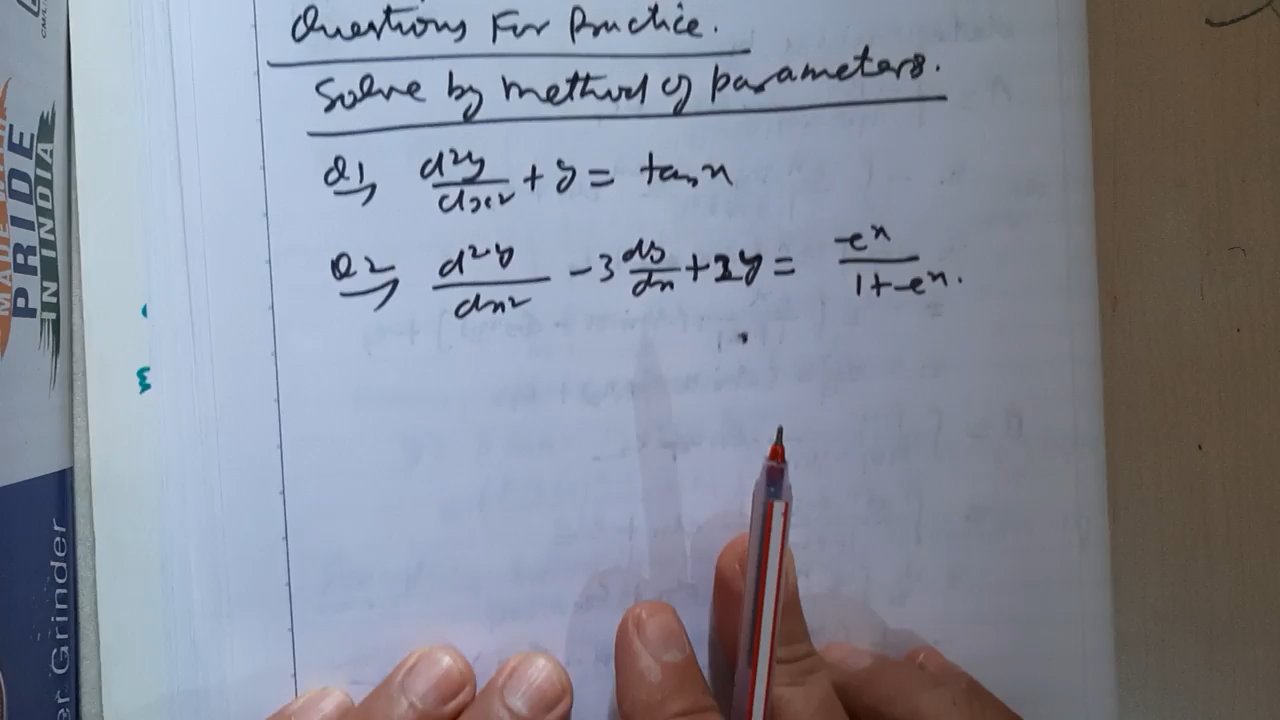 Questions For Practice.
Solve by method of parameters.
Q1 d²y/dx² + y = tan x
Q2 d²y/dx² - 3 dy/dx + 2y = e^x/(1 + e^x).
PRIDE
IN INDIA
er Grinder